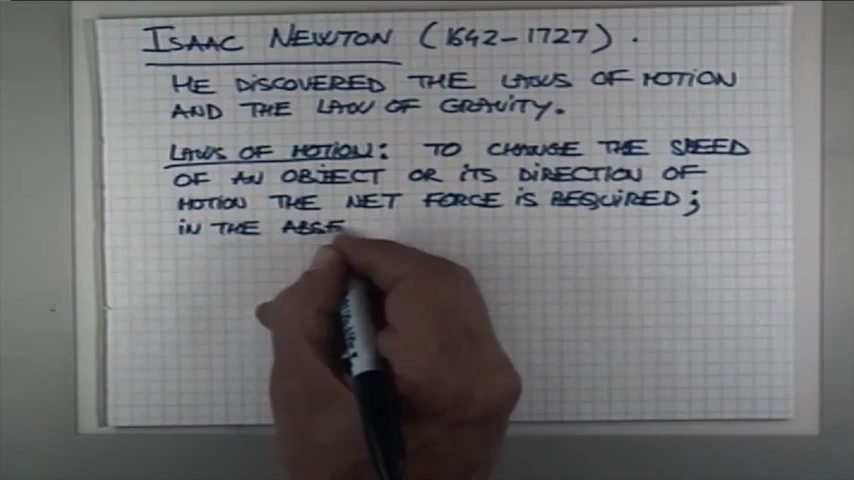 ISAAC NEWTON (1642-1727).
HE DISCOVERED THE LAWS OF MOTION
AND THE LAW OF GRAVITY.
LAWS OF MOTION: TO CHANGE THE SPEED
OF AN OBJECT OR ITS DIRECTION OF
MOTION THE NET FORCE IS REQUIRED;
IN THE ABSE